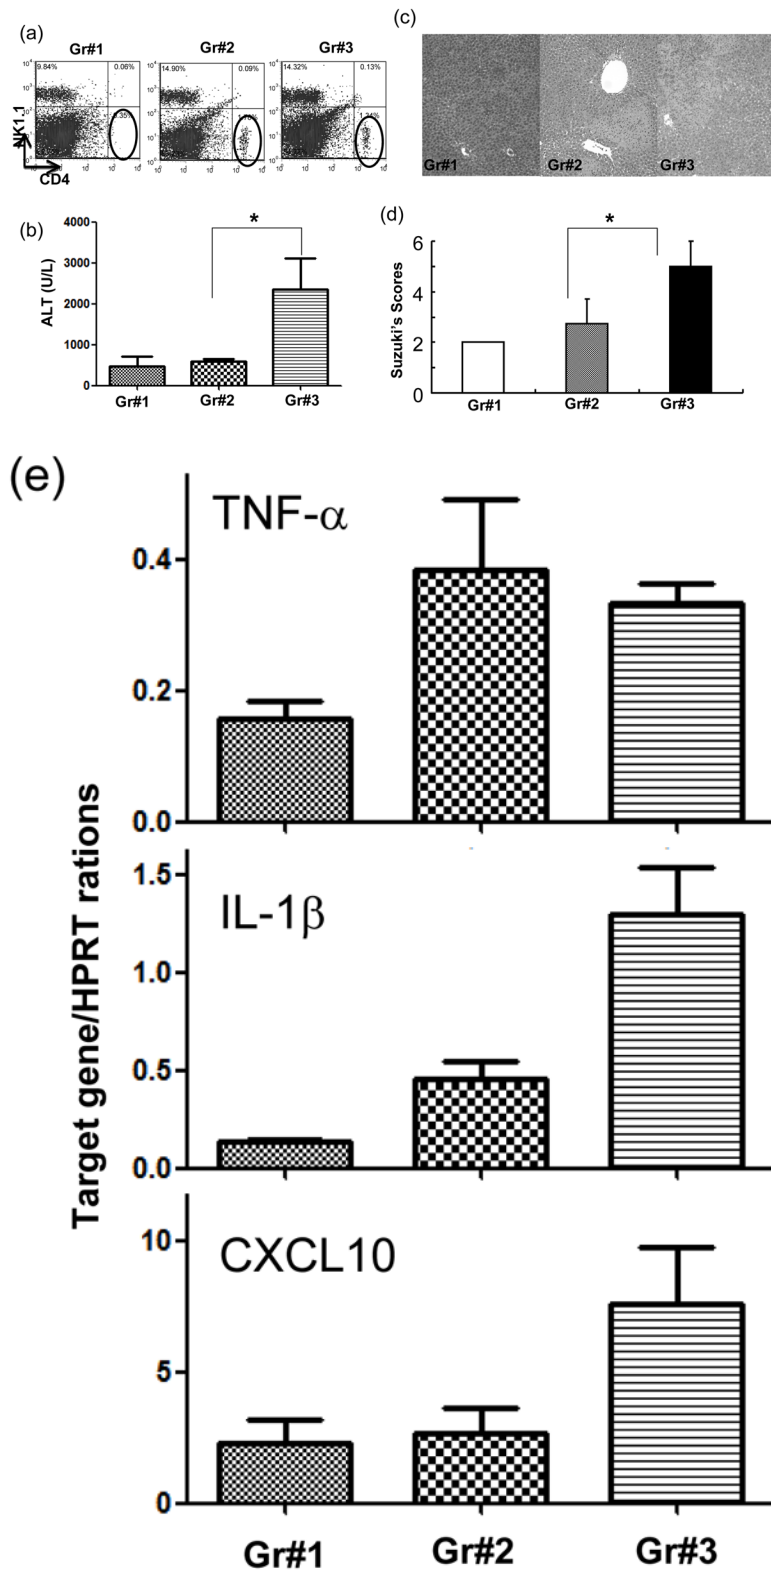 (a)
Gr#1 Gr#2 Gr#3
9.84% 0.06% 14.90% 0.09% 14.32% 0.13%
1.24%
NK1.1
CD4
(b)
ALT (U/L)
4000
3000
2000
1000
0
*
Gr#1 Gr#2 Gr#3
(c)
Gr#1 Gr#2 Gr#3
(d)
Suzuki's Scores
6
4
2
0
*
Gr#1 Gr#2 Gr#3
(e)
Target gene/HPRT rations
TNF-α
0.4
0.2
0.0
IL-1β
1.5
1.0
0.5
0.0
CXCL10
10
5
0
Gr#1 Gr#2 Gr#3